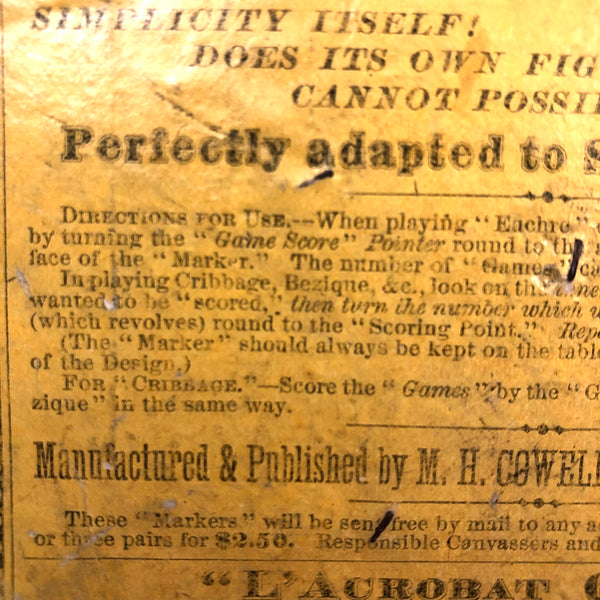 SIMPLICITY ITSELF!
DOES ITS OWN FIG
CANNOT POSSI
Perfectly adapted to S
DIRECTIONS FOR USE.—When playing "Euchre"
by turning the "Game Score" Pointer round to the
face of the "Marker." The number of "Games" ca
In playing Cribbage, Bezique, &c., look on the
wanted to be "scored," then turn the number which
(which revolves) round to the "Scoring Point." Repe
(The "Marker" should always be kept on the table
of the Design.)
FOR "CRIBBAGE."—Score the "Games" by the "G
zique" in the same way.
Manufactured & Published by M. H. COWELL
These "Markers" will be sent free by mail to any a
or three pairs for $2.50. Responsible Canvassers and
"L'ACROBAT